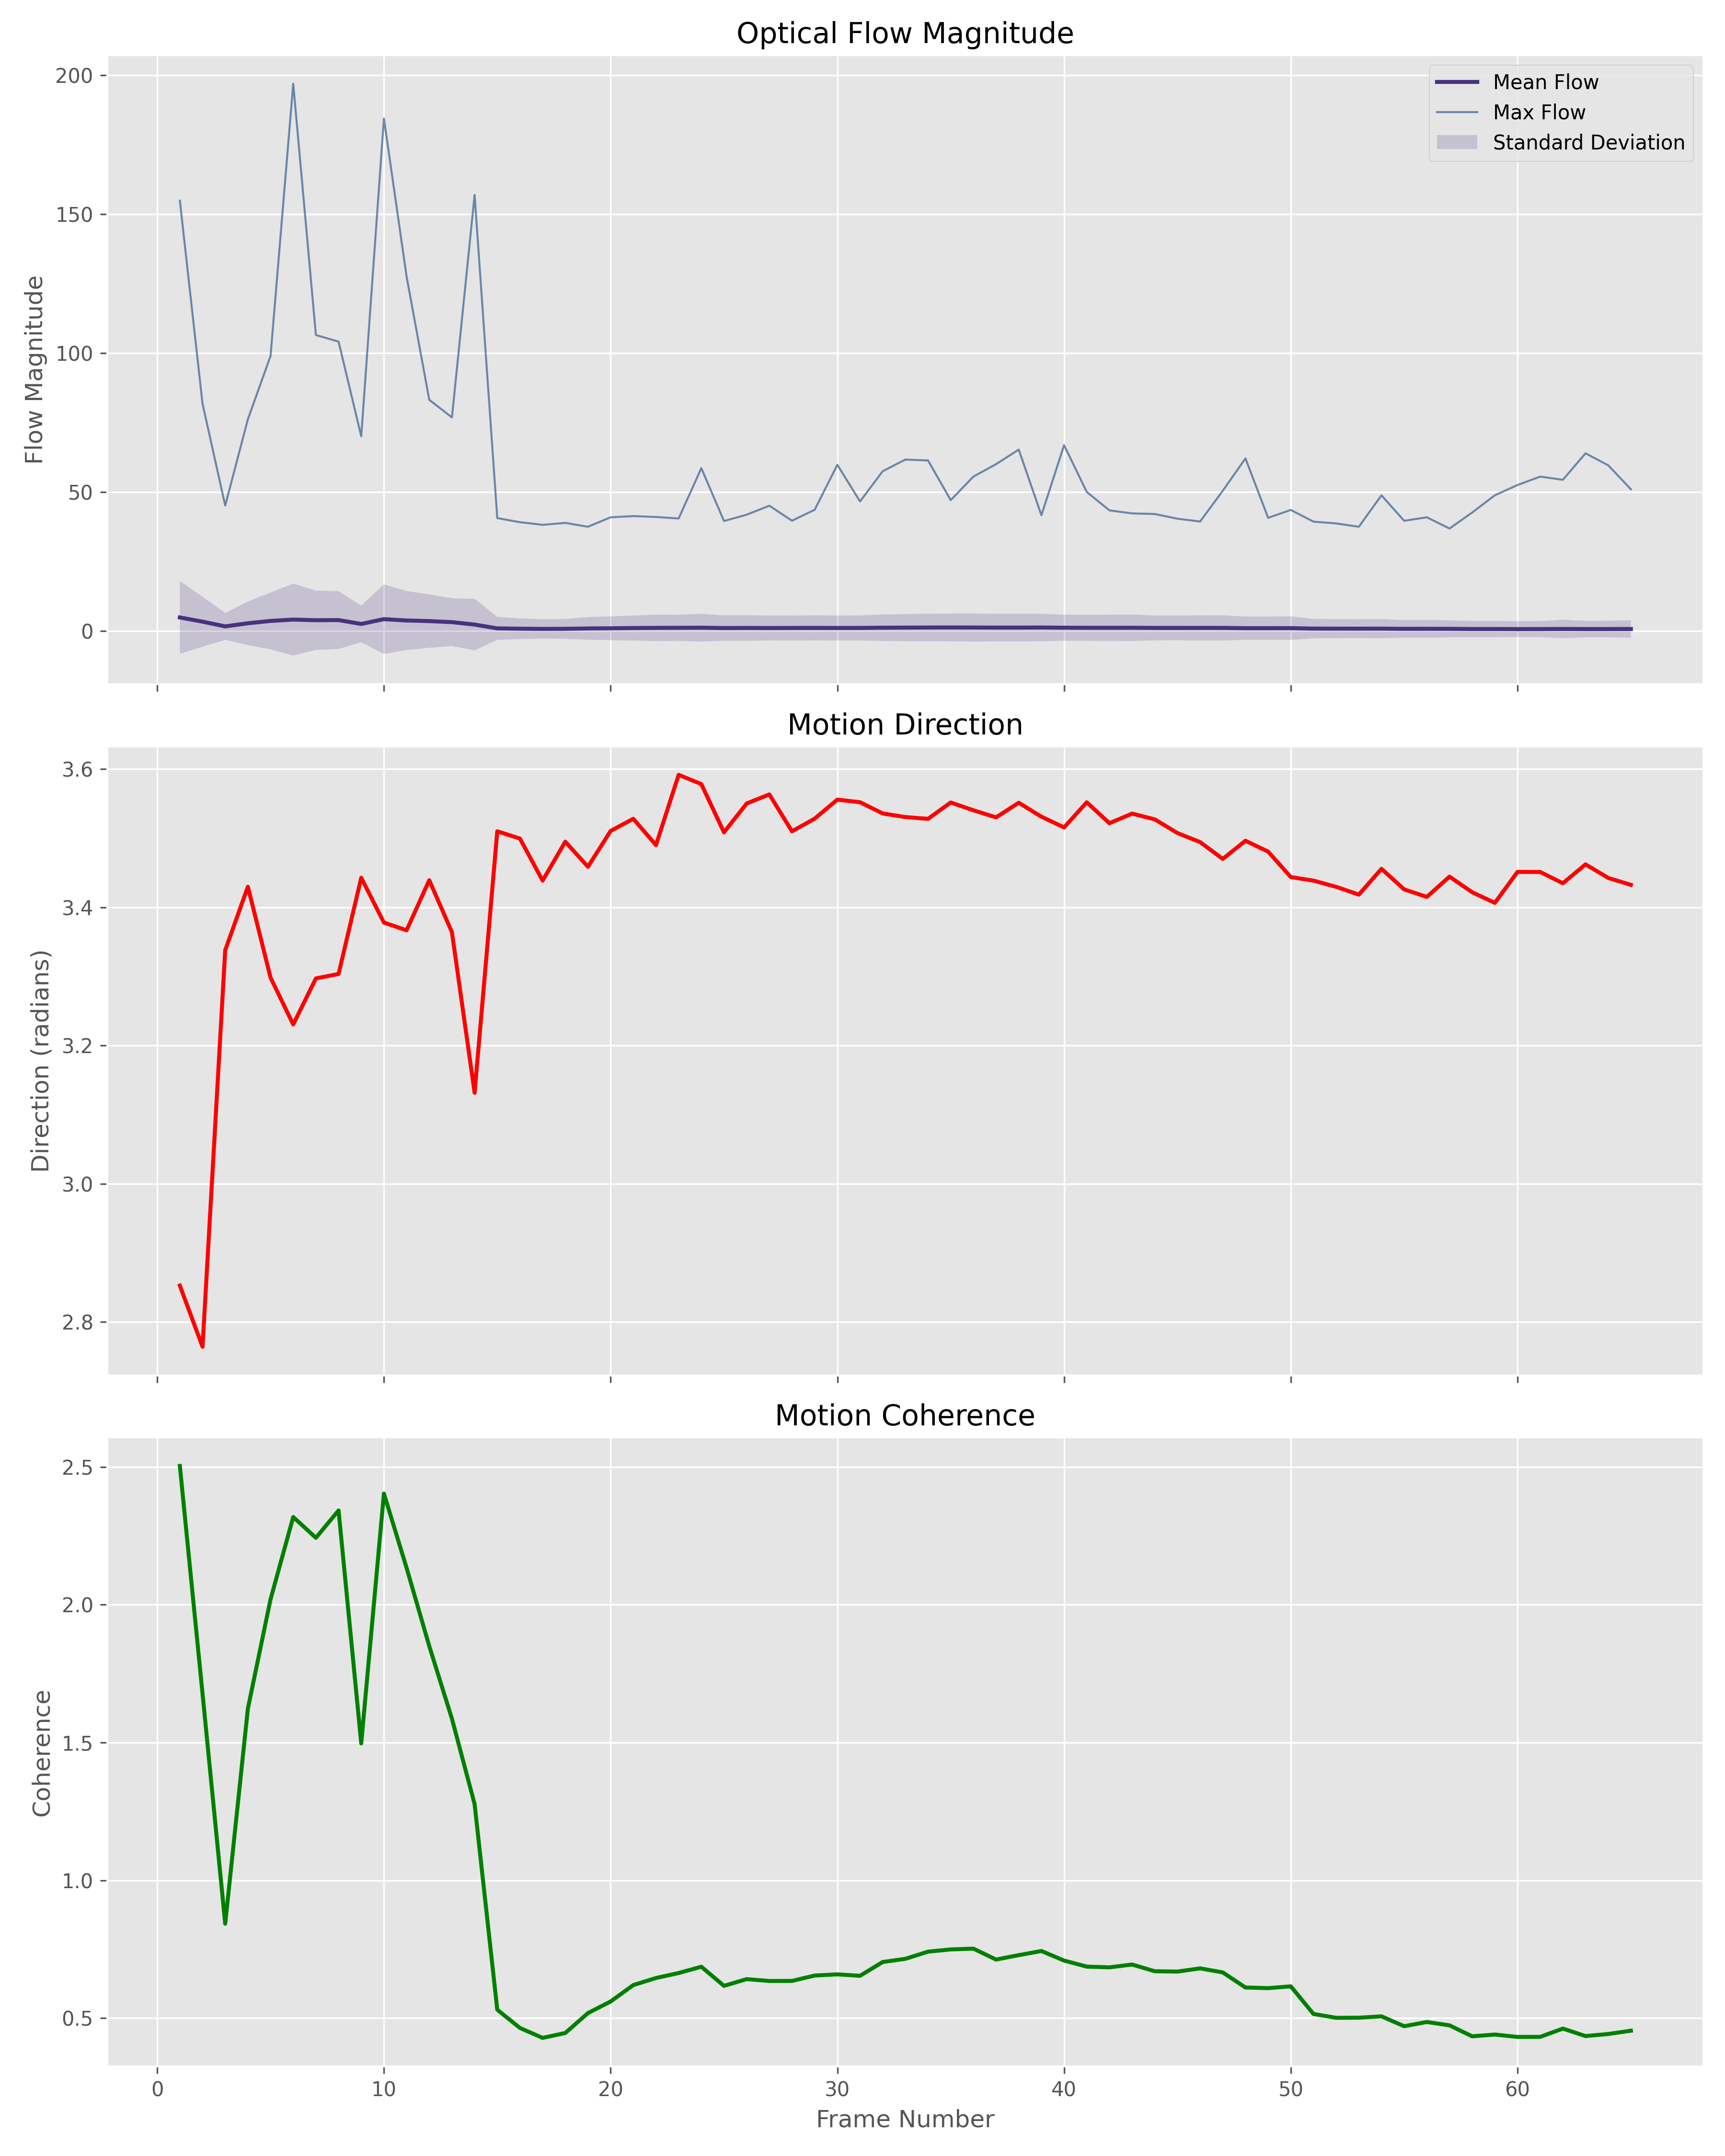 Optical Flow Magnitude
Mean Flow
Max Flow
Standard Deviation
Flow Magnitude
200
150
100
50
0
Motion Direction
Direction (radians)
3.6
3.4
3.2
3.0
2.8
Motion Coherence
Coherence
2.5
2.0
1.5
1.0
0.5
0 10 20 30 40 50 60
Frame Number